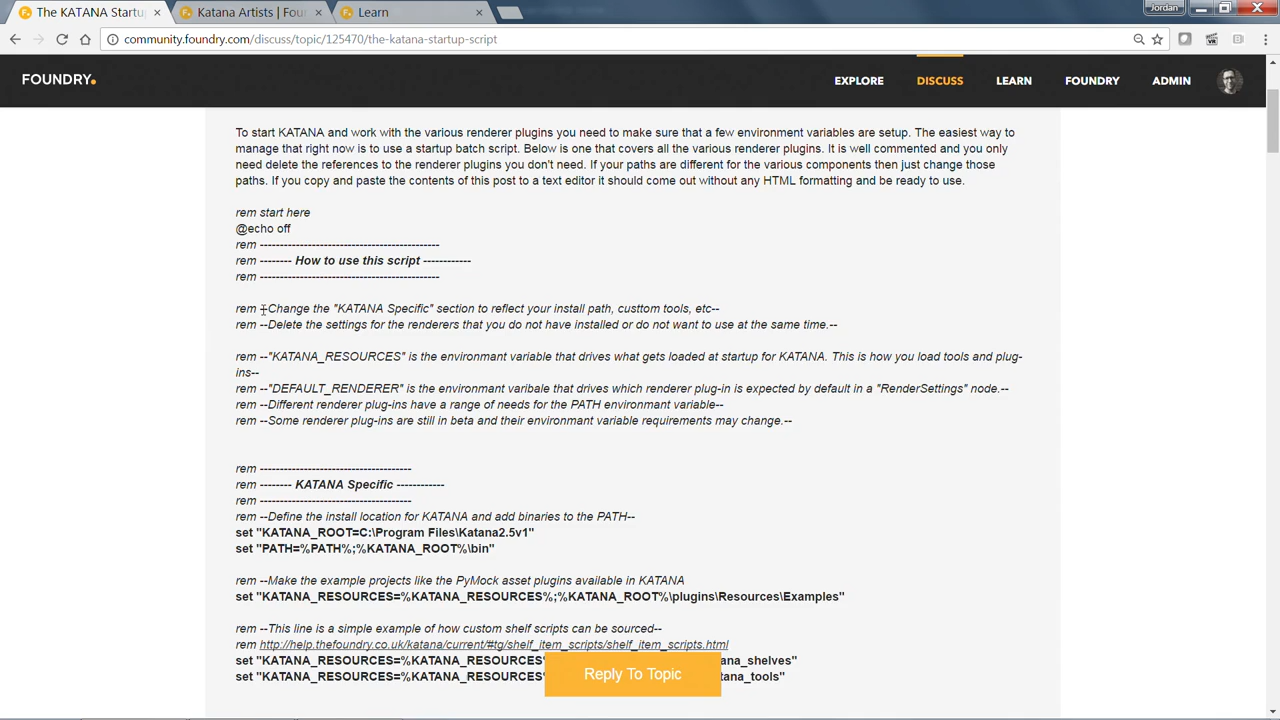 The KATANA Startu
Katana Artists | Four
Learn
Jordan
community.foundry.com/discuss/topic/125470/the-katana-startup-script
FOUNDRY.
EXPLORE DISCUSS LEARN FOUNDRY ADMIN
To start KATANA and work with the various renderer plugins you need to make sure that a few environment variables are setup. The easiest way to
manage that right now is to use a startup batch script. Below is one that covers all the various renderer plugins. It is well commented and you only
need delete the references to the renderer plugins you don't need. If your paths are different for the various components then just change those
paths. If you copy and paste the contents of this post to a text editor it should come out without any HTML formatting and be ready to use.
rem start here
@echo off
rem ---------------------------------------------
rem -------- How to use this script ------------
rem ---------------------------------------------
rem --Change the "KATANA Specific" section to reflect your install path, custtom tools, etc--
rem --Delete the settings for the renderers that you do not have installed or do not want to use at the same time.--
rem --"KATANA_RESOURCES" is the environmant variable that drives what gets loaded at startup for KATANA. This is how you load tools and plug-
ins--
rem --"DEFAULT_RENDERER" is the environmant varibale that drives which renderer plug-in is expected by default in a "RenderSettings" node.--
rem --Different renderer plug-ins have a range of needs for the PATH environmant variable--
rem --Some renderer plug-ins are still in beta and their environmant variable requirements may change.--
rem --------------------------------------
rem -------- KATANA Specific ------------
rem --------------------------------------
rem --Define the install location for KATANA and add binaries to the PATH--
set "KATANA_ROOT=C:\Program Files\Katana2.5v1"
set "PATH=%PATH%;%KATANA_ROOT%\bin"
rem --Make the example projects like the PyMock asset plugins available in KATANA
set "KATANA_RESOURCES=%KATANA_RESOURCES%;%KATANA_ROOT%\plugins\Resources\Examples"
rem --This line is a simple example of how custom shelf scripts can be sourced--
rem http://help.thefoundry.co.uk/katana/current/#tg/shelf_item_scripts/shelf_item_scripts.html
set "KATANA_RESOURCES=%KATANA_RESOURCES% ana_shelves"
set "KATANA_RESOURCES=%KATANA_RESOURCES% ana_tools"
Reply To Topic